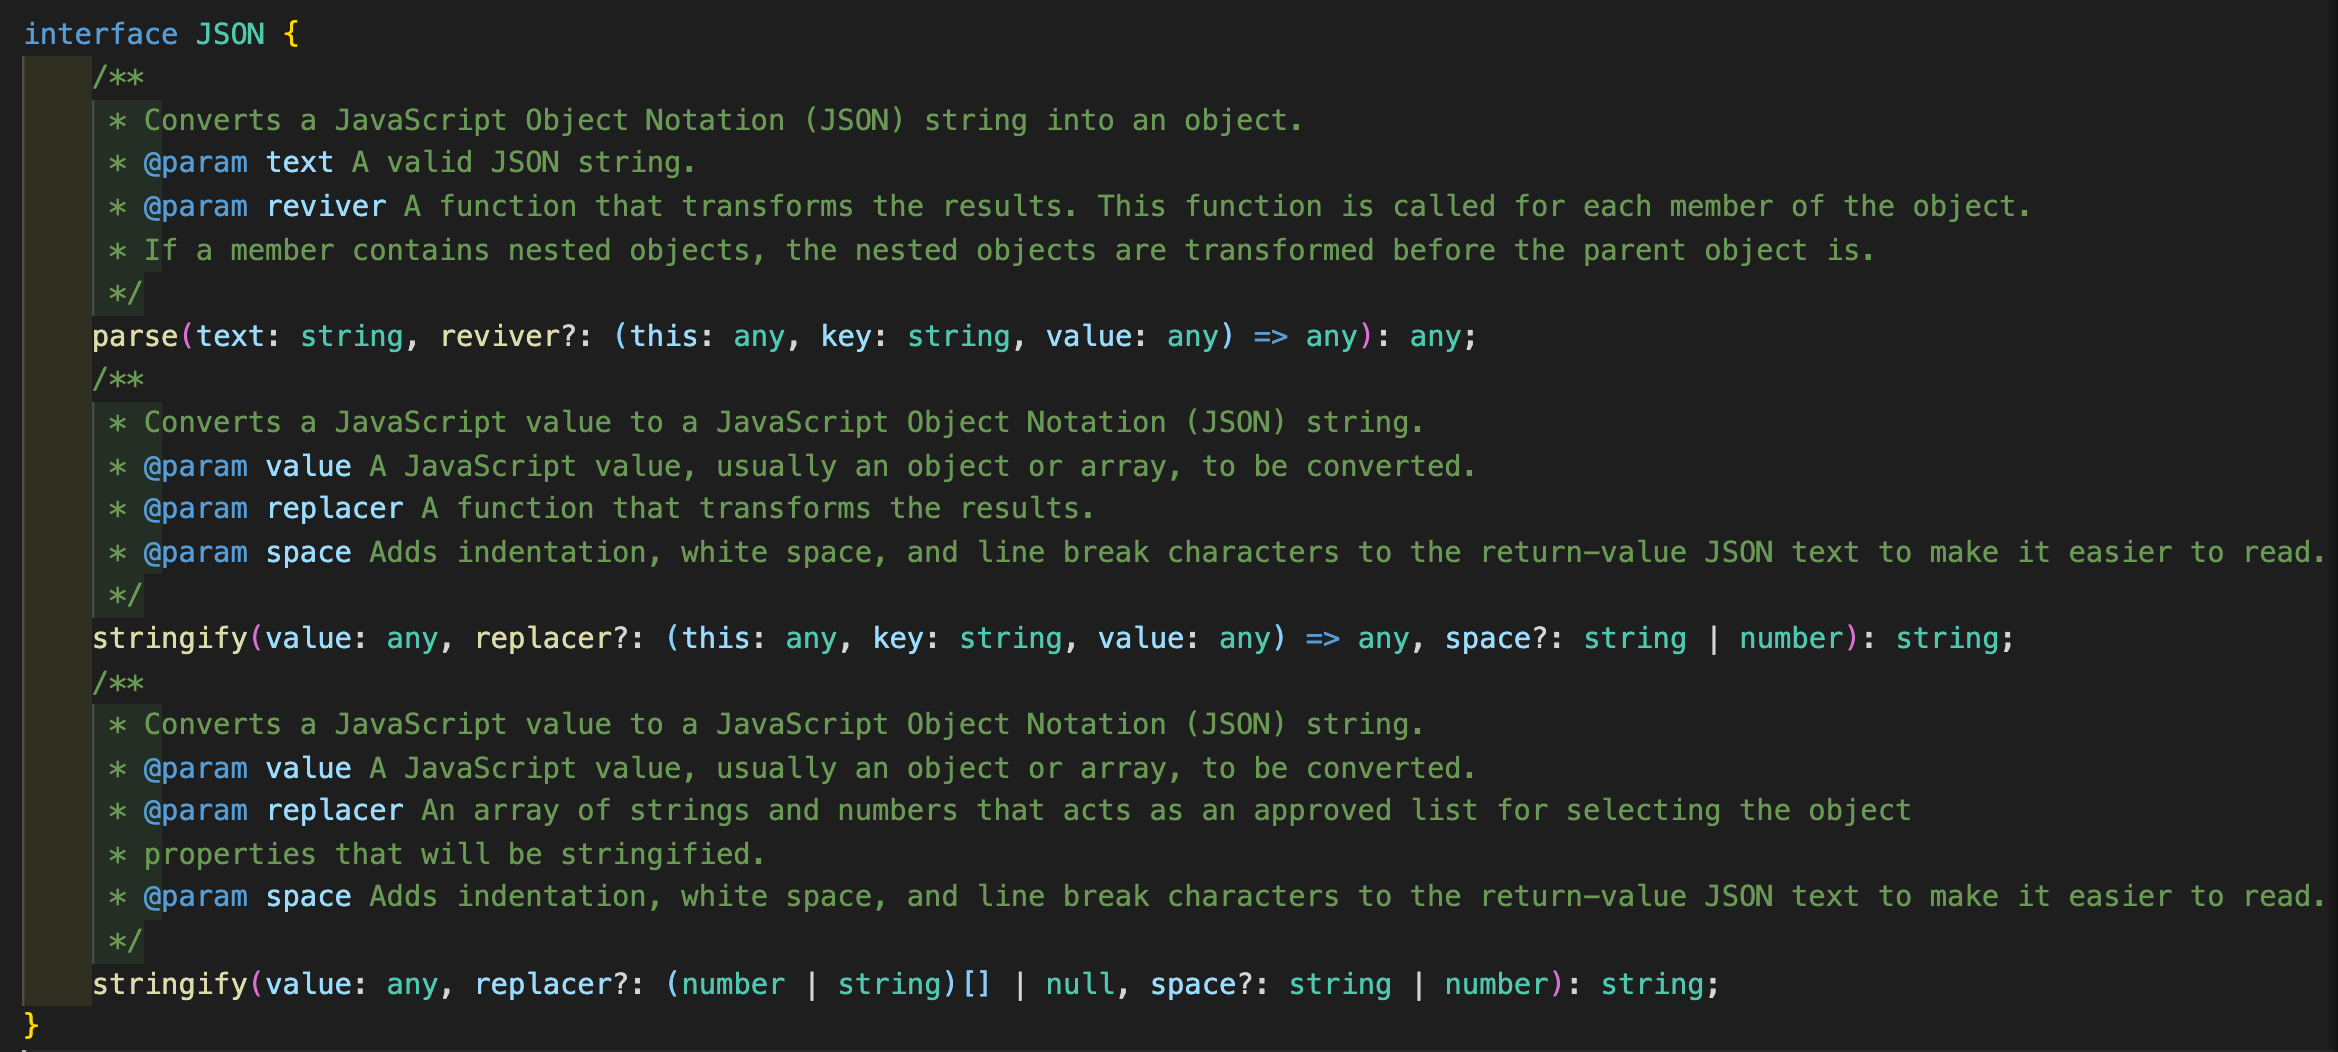 interface JSON {
    /**
     * Converts a JavaScript Object Notation (JSON) string into an object.
     * @param text A valid JSON string.
     * @param reviver A function that transforms the results. This function is called for each member of the object.
     * If a member contains nested objects, the nested objects are transformed before the parent object is.
     */
    parse(text: string, reviver?: (this: any, key: string, value: any) => any): any;
    /**
     * Converts a JavaScript value to a JavaScript Object Notation (JSON) string.
     * @param value A JavaScript value, usually an object or array, to be converted.
     * @param replacer A function that transforms the results.
     * @param space Adds indentation, white space, and line break characters to the return-value JSON text to make it easier to read.
     */
    stringify(value: any, replacer?: (this: any, key: string, value: any) => any, space?: string | number): string;
    /**
     * Converts a JavaScript value to a JavaScript Object Notation (JSON) string.
     * @param value A JavaScript value, usually an object or array, to be converted.
     * @param replacer An array of strings and numbers that acts as an approved list for selecting the object
     * properties that will be stringified.
     * @param space Adds indentation, white space, and line break characters to the return-value JSON text to make it easier to read.
     */
    stringify(value: any, replacer?: (number | string)[] | null, space?: string | number): string;
}